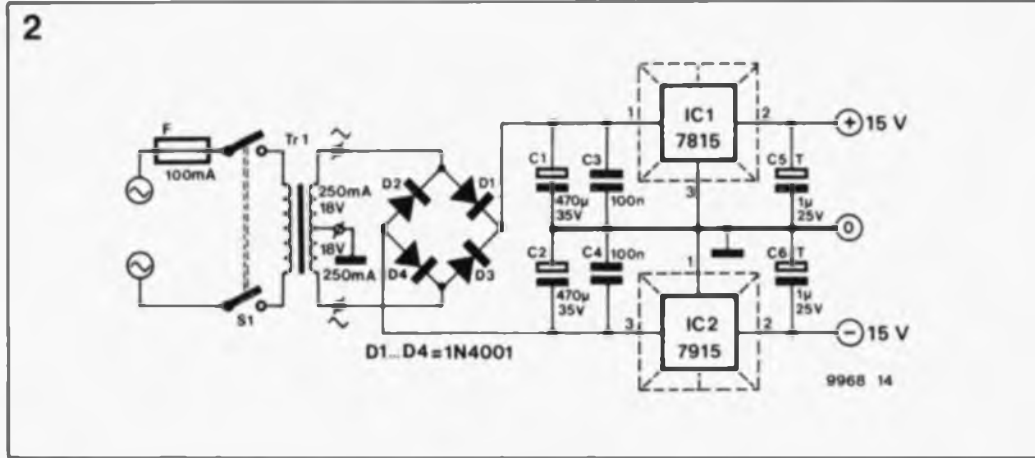 2
F
100mA
S1
Tr 1
250mA
18V
18V
250mA
D2
D1
D4
D3
D1...D4=1N4001
C1
470µ
35V
C3
100n
C2
470µ
35V
C4
100n
1
IC1
7815
2
3
1
3
IC2
7915
2
C5
T
1µ
25V
C6
T
1µ
25V
+ 15 V
0
− 15 V
9968 14